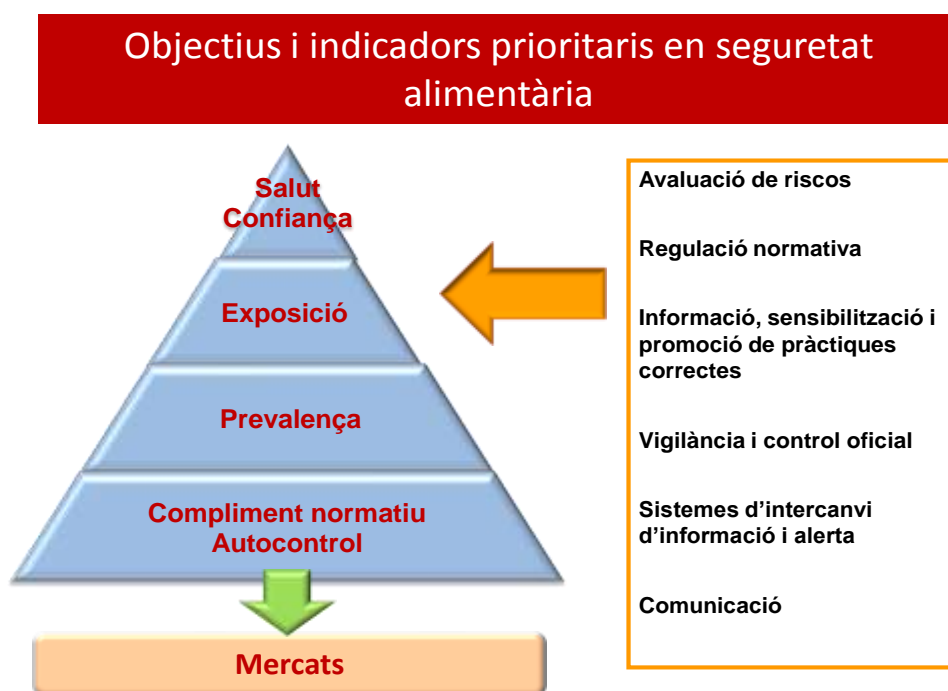 Objectius i indicadors prioritaris en seguretat
alimentària
Salut
Confiança
Exposició
Prevalença
Compliment normatiu
Autocontrol
Mercats
Avaluació de riscos
Regulació normativa
Informació, sensibilització i
promoció de pràctiques
correctes
Vigilància i control oficial
Sistemes d’intercanvi
d’informació i alerta
Comunicació